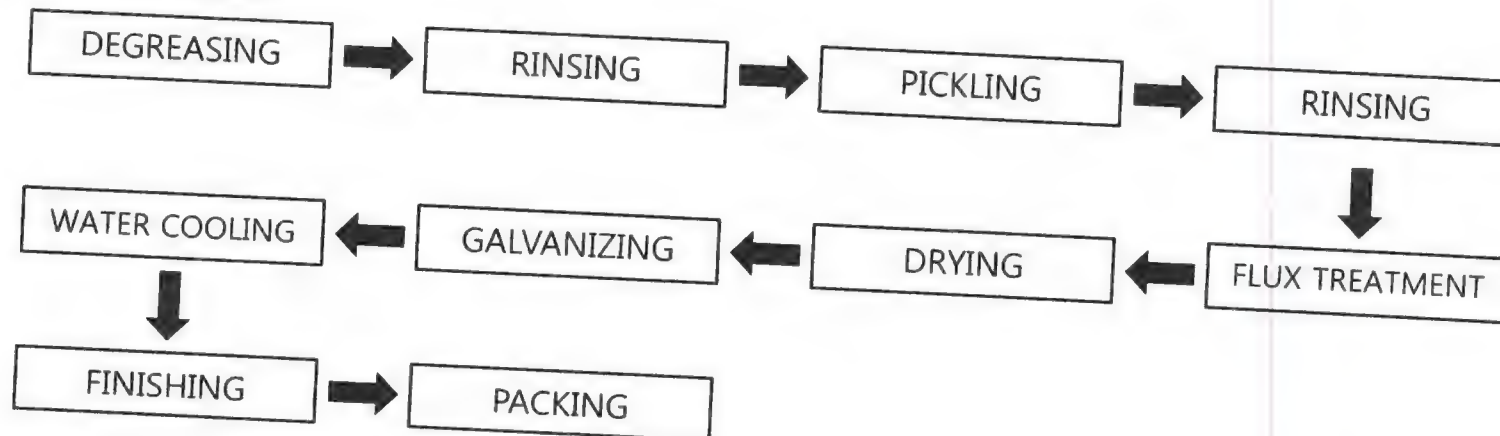 DEGREASING
RINSING
PICKLING
RINSING
FLUX TREATMENT
DRYING
GALVANIZING
WATER COOLING
FINISHING
PACKING